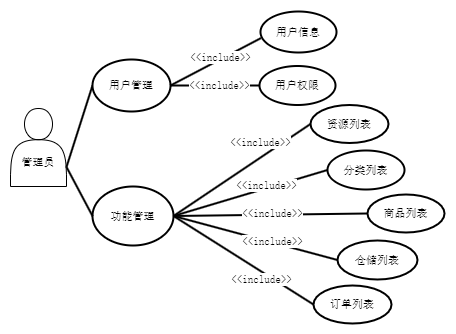 用户信息
<<include>>
用户管理
<<include>>
用户权限
资源列表
<<include>>
管理员
分类列表
<<include>>
功能管理
<<include>>
商品列表
<<include>>
仓储列表
<<include>>
订单列表